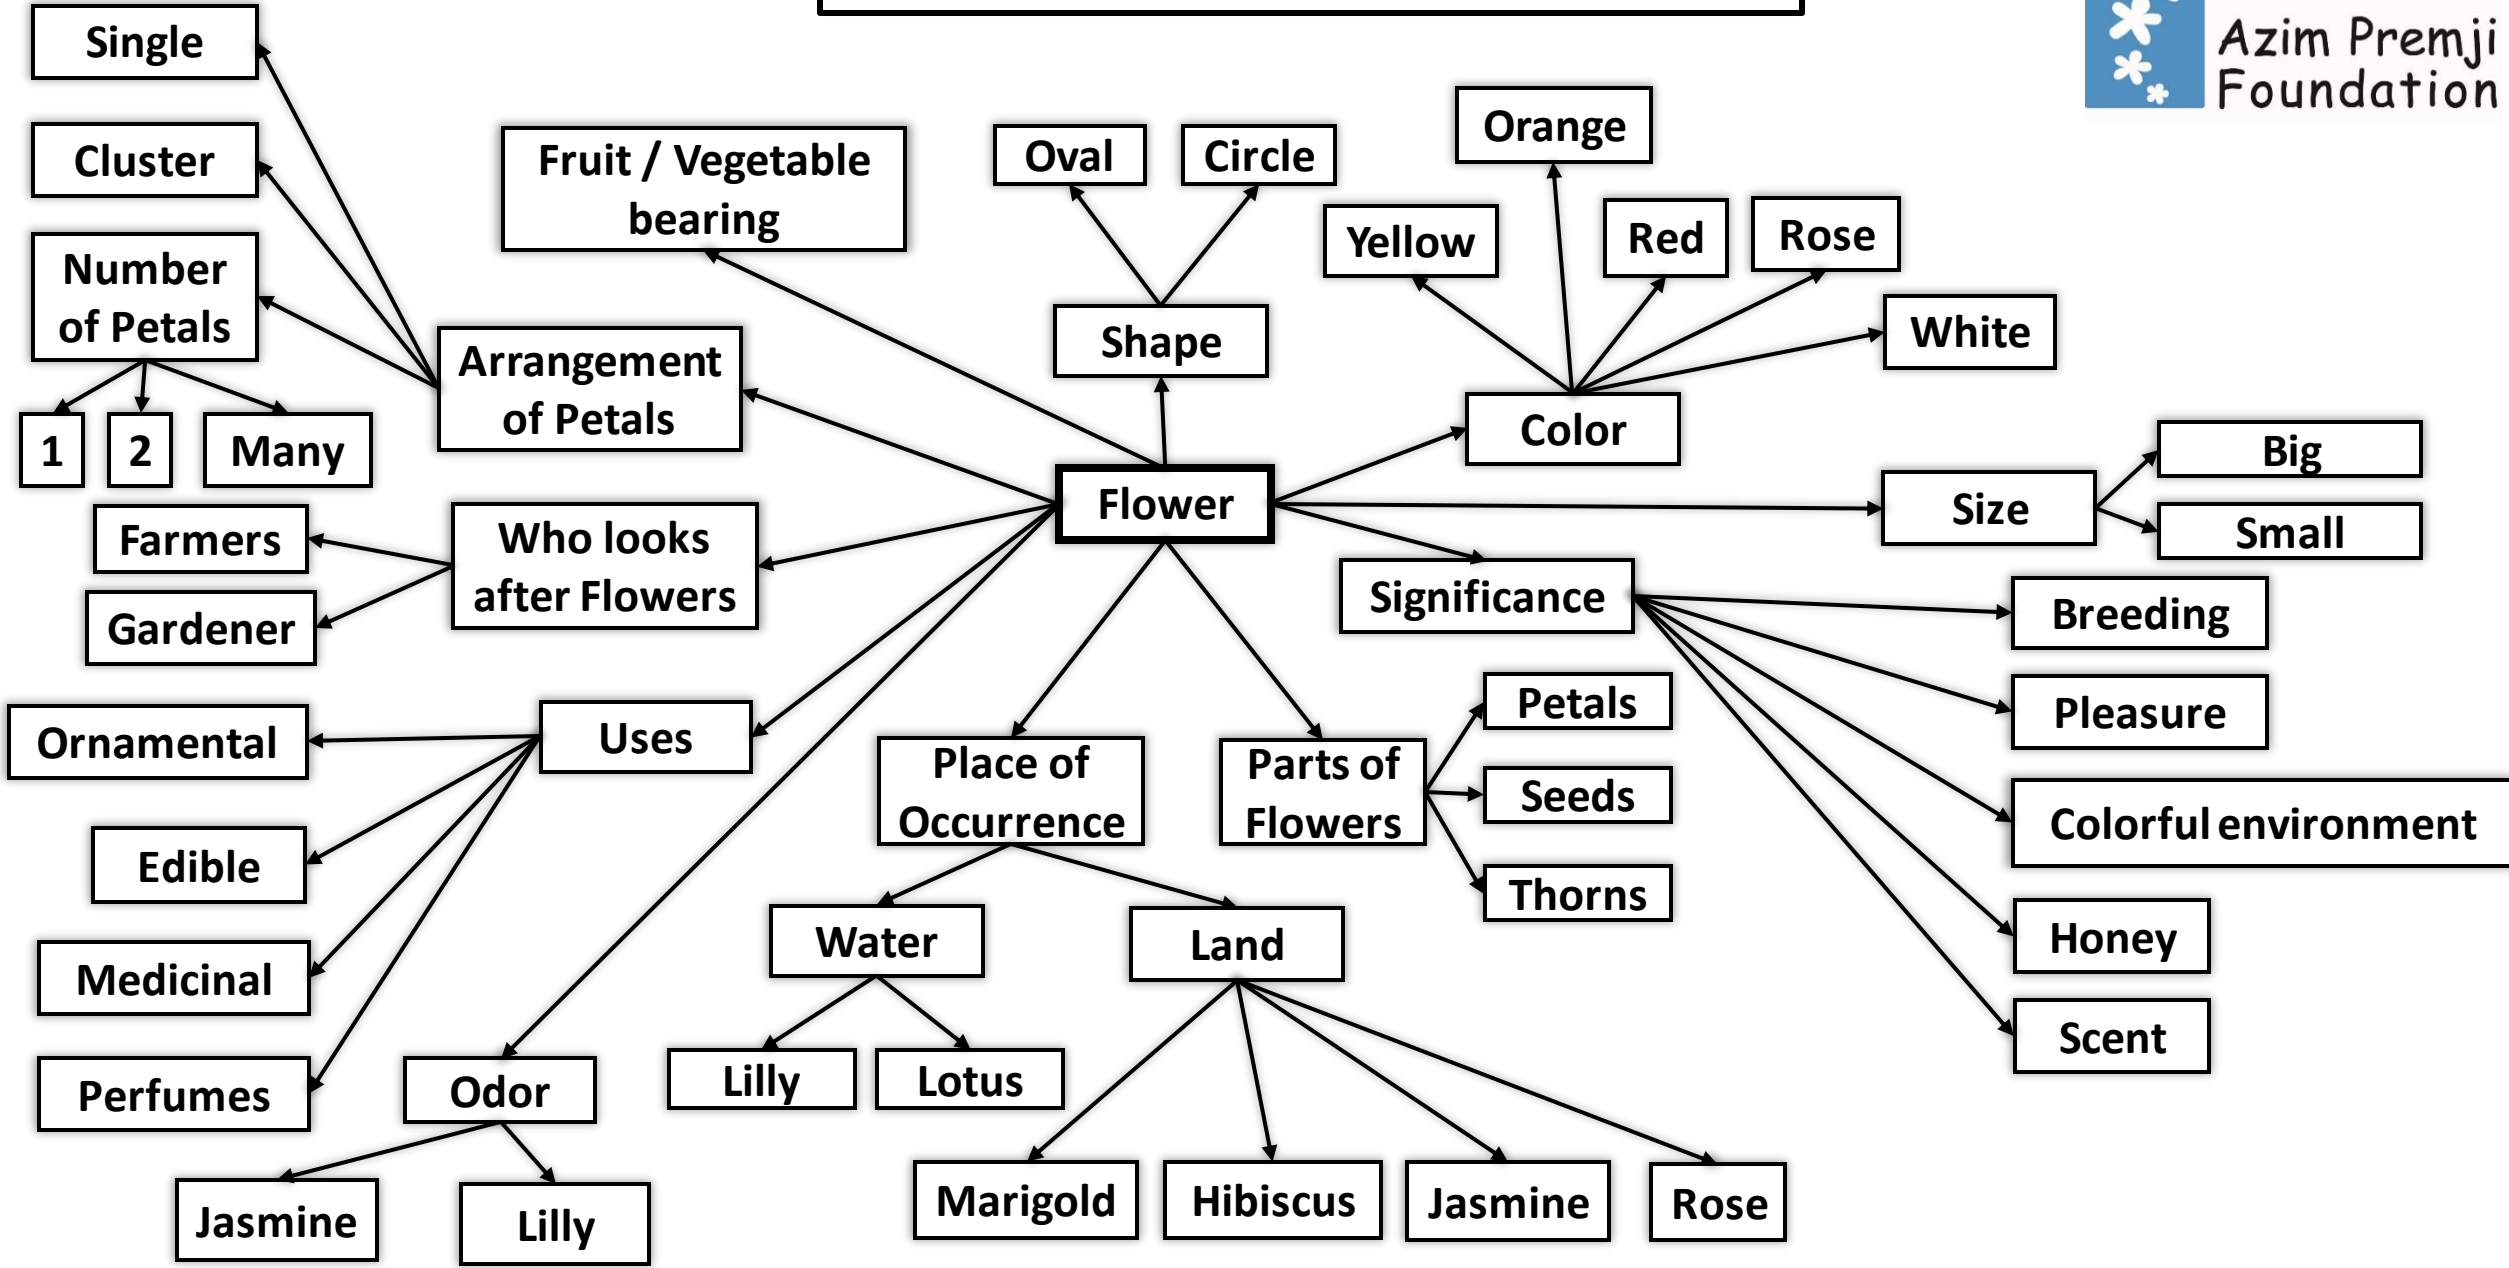 Azim Premji
Foundation
Single
Cluster
Number
of Petals
1
2
Many
Fruit / Vegetable
bearing
Arrangement
of Petals
Oval
Circle
Shape
Orange
Yellow
Red
Rose
White
Color
Flower
Size
Big
Small
Farmers
Gardener
Who looks
after Flowers
Significance
Breeding
Pleasure
Colorful environment
Honey
Scent
Ornamental
Uses
Edible
Medicinal
Perfumes
Odor
Jasmine
Lilly
Place of
Occurrence
Water
Land
Lilly
Lotus
Marigold
Hibiscus
Jasmine
Rose
Parts of
Flowers
Petals
Seeds
Thorns